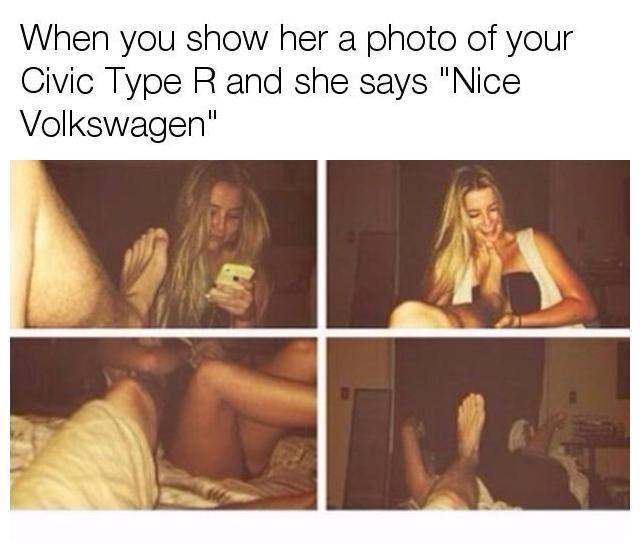 When you show her a photo of your
Civic Type R and she says "Nice
Volkswagen"